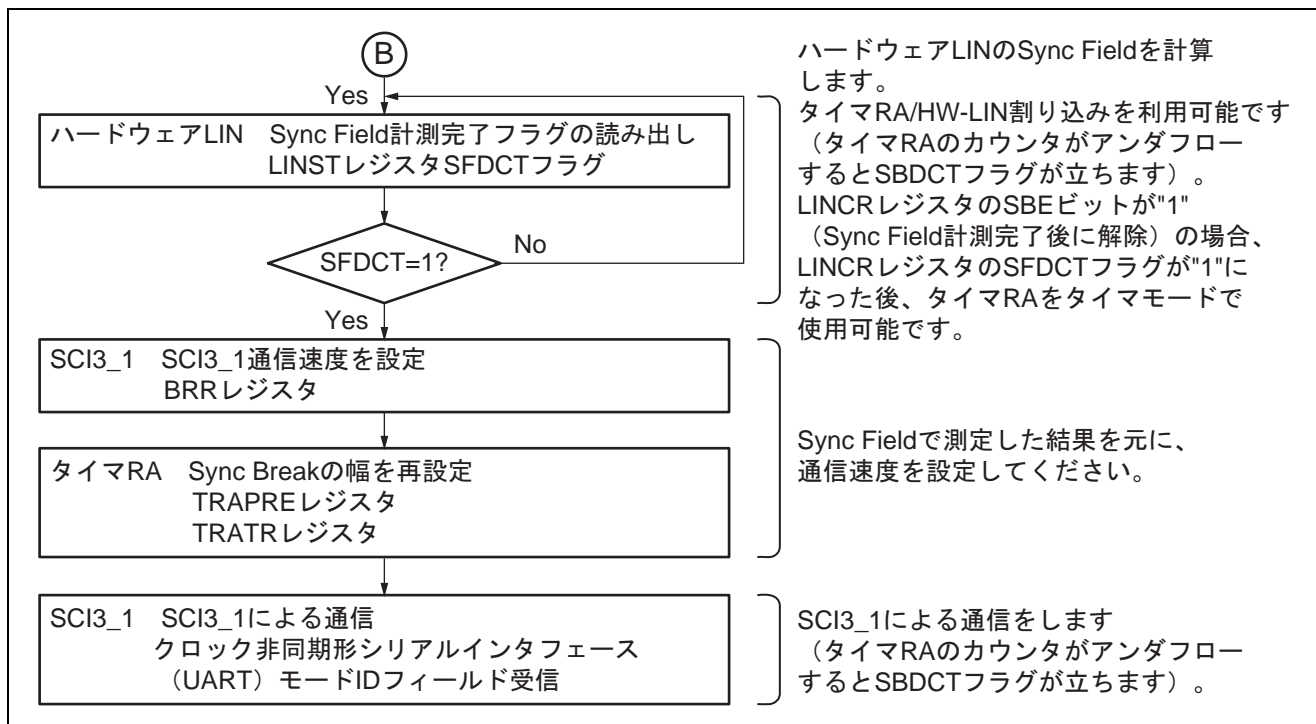 B
Yes
ハードウェアLIN　Sync Field計測完了フラグの読み出し
LINSTレジスタSFDCTフラグ
SFDCT=1?
No
Yes
ハードウェアLINのSync Fieldを計算
します。
タイマRA/HW-LIN割り込みを利用可能です
（タイマRAのカウンタがアンダフロー
するとSBDCTフラグが立ちます）。
LINCRレジスタのSBEビットが"1"
（Sync Field計測完了後に解除）の場合、
LINCRレジスタのSFDCTフラグが"1"に
なった後、タイマRAをタイマモードで
使用可能です。
SCI3_1　SCI3_1通信速度を設定
BRRレジスタ
タイマRA　Sync Breakの幅を再設定
TRAPREレジスタ
TRATRレジスタ
Sync Fieldで測定した結果を元に、
通信速度を設定してください。
SCI3_1　SCI3_1による通信
クロック非同期形シリアルインタフェース
（UART）モードIDフィールド受信
SCI3_1による通信をします
（タイマRAのカウンタがアンダフロー
するとSBDCTフラグが立ちます）。